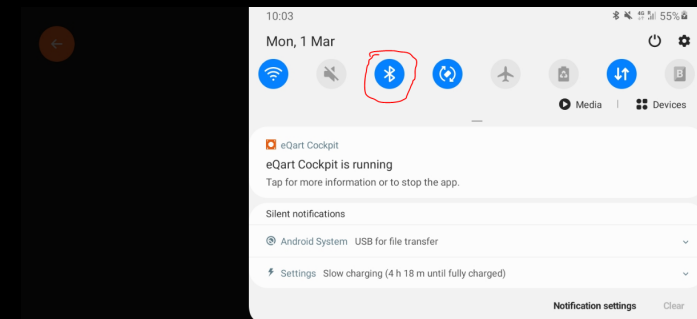 10:03
4G
55%
Mon, 1 Mar
B
Media | Devices
eQart Cockpit
eQart Cockpit is running
Tap for more information or to stop the app.
Silent notifications
Android System USB for file transfer
Settings Slow charging (4 h 18 m until fully charged)
Notification settings Clear